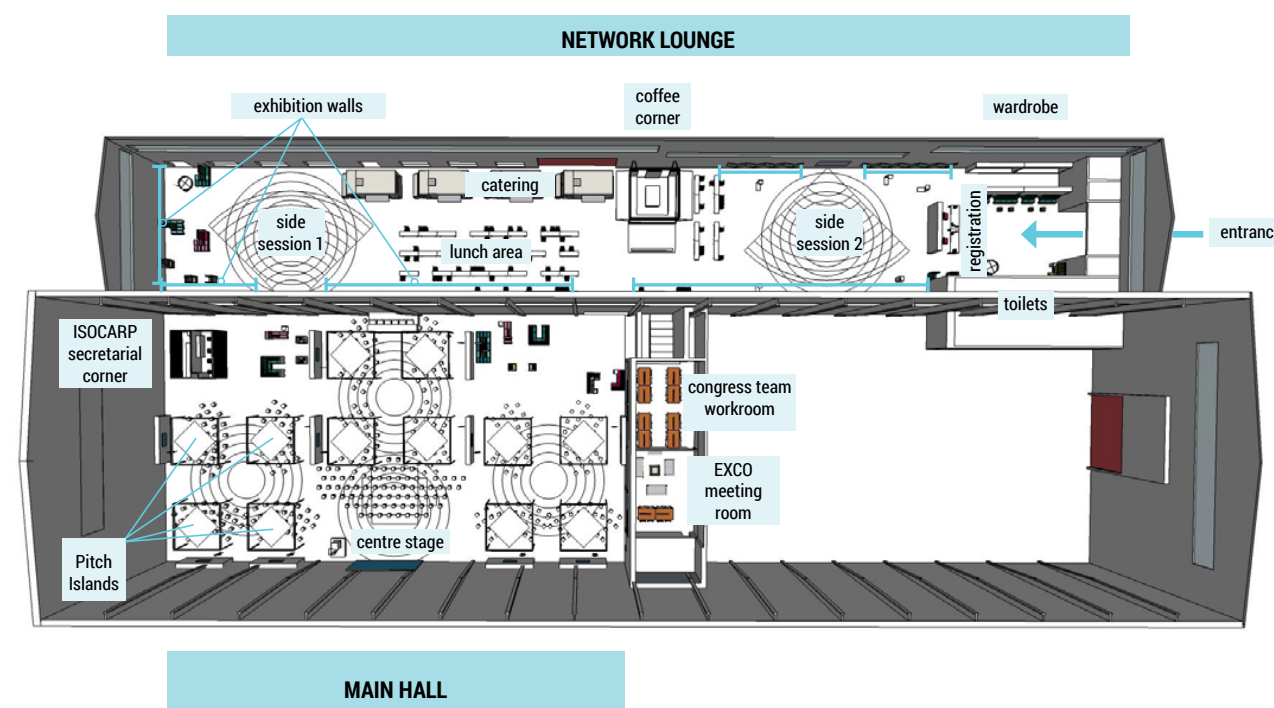 NETWORK LOUNGE
exhibition walls
coffee
corner
wardrobe
catering
side
session 1
lunch area
side
session 2
registration
entranc
toilets
ISOCARP
secretarial
corner
congress team
workroom
EXCO
meeting
room
centre stage
Pitch
Islands
MAIN HALL